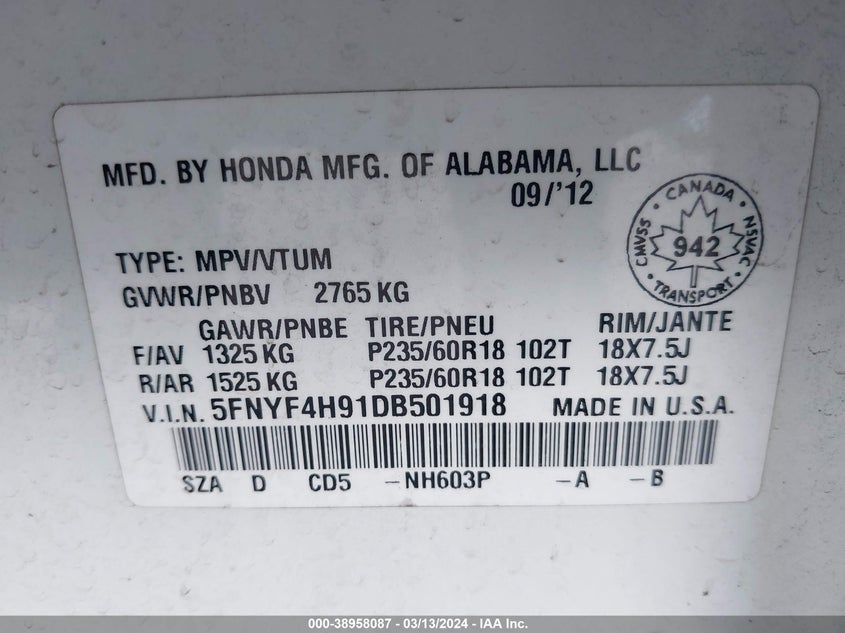 MFD. BY HONDA MFG. OF ALABAMA, LLC
09/'12
CANADA
CMVSS 942 NSVAC
TRANSPORT
TYPE: MPV/VTUM
GVWR/PNBV 2765 KG
GAWR/PNBE TIRE/PNEU RIM/JANTE
F/AV 1325 KG P235/60R18 102T 18X7.5J
R/AR 1525 KG P235/60R18 102T 18X7.5J
V.I.N. 5FNYF4H91DB501918 MADE IN U.S.A.
SZA D CD5 -NH603P -A -B
000-38958087 - 03/13/2024 - IAA Inc.